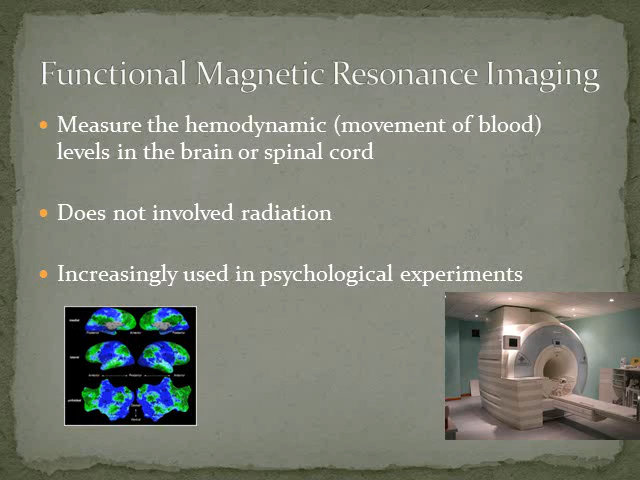 Functional Magnetic Resonance Imaging
• Measure the hemodynamic (movement of blood)
levels in the brain or spinal cord
• Does not involved radiation
• Increasingly used in psychological experiments